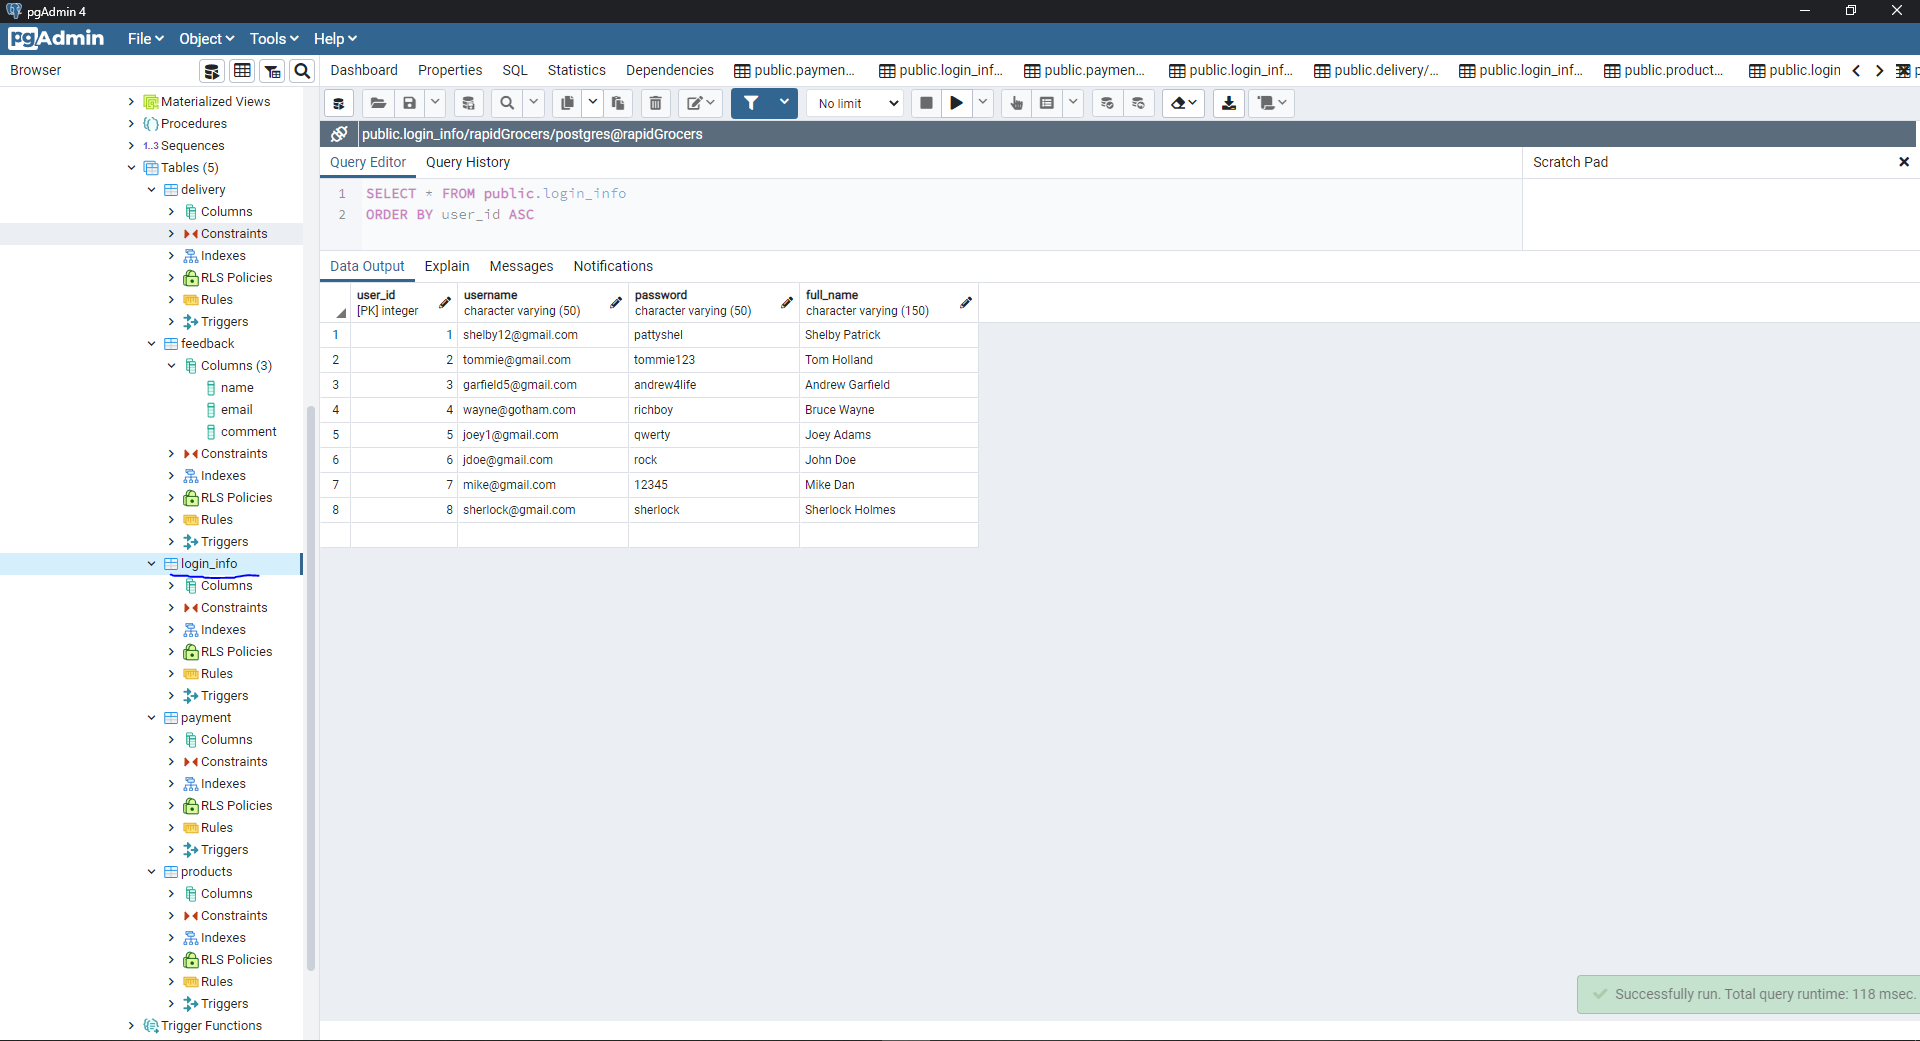 pgAdmin 4
pgAdmin File Object Tools Help
Browser
Dashboard Properties SQL Statistics Dependencies public.paymen... public.login_inf... public.paymen... public.login_inf... public.delivery/... public.login_inf... public.product... public.login
No limit
public.login_info/rapidGrocers/postgres@rapidGrocers
Query Editor Query History
Scratch Pad
1 SELECT * FROM public.login_info
2 ORDER BY user_id ASC
Data Output Explain Messages Notifications
user_id username password full_name
[PK] integer character varying (50) character varying (50) character varying (150)
1 1 shelby12@gmail.com pattyshel Shelby Patrick
2 2 tommie@gmail.com tommie123 Tom Holland
3 3 garfield5@gmail.com andrew4life Andrew Garfield
4 4 wayne@gotham.com richboy Bruce Wayne
5 5 joey1@gmail.com qwerty Joey Adams
6 6 jdoe@gmail.com rock John Doe
7 7 mike@gmail.com 12345 Mike Dan
8 8 sherlock@gmail.com sherlock Sherlock Holmes
Materialized Views
Procedures
1..3 Sequences
Tables (5)
delivery
Columns
Constraints
Indexes
RLS Policies
Rules
Triggers
feedback
Columns (3)
name
email
comment
Constraints
Indexes
RLS Policies
Rules
Triggers
login_info
Columns
Constraints
Indexes
RLS Policies
Rules
Triggers
payment
Columns
Constraints
Indexes
RLS Policies
Rules
Triggers
products
Columns
Constraints
Indexes
RLS Policies
Rules
Triggers
Trigger Functions
Successfully run. Total query runtime: 118 msec.